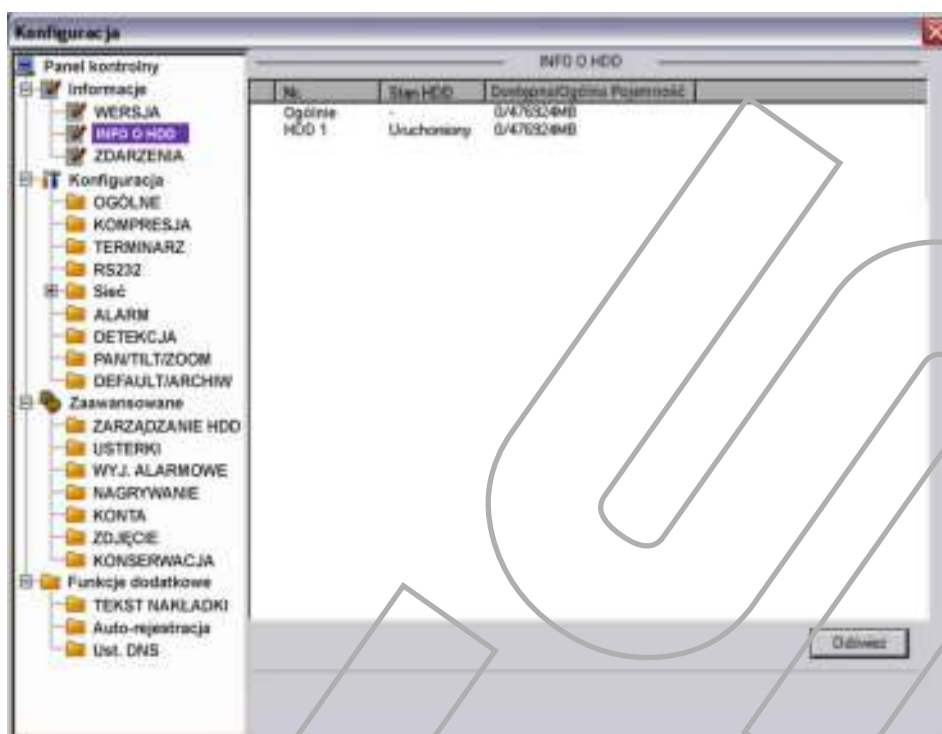 Konfiguracja
Panel kontrolny
Informacje
WERSJA
INFO O HDD
ZDARZENIA
Konfiguracja
OGÓLNE
KOMPRESJA
TERMINARZ
RS232
Sieć
ALARM
DETEKCJA
PAN/TILT/ZOOM
DEFAULT/ARCHIW
Zaawansowane
ZARZĄDZANIE HDD
USTERKI
WYJ. ALARMOWE
NAGRYWANIE
KONTA
ZDJĘCIE
KONSERWACJA
Funkcje dodatkowe
TEKST NAKŁADKI
Auto-rejestracja
Ust. DNS
INFO O HDD
Nr. Stan HDD Dostępna/Ogólna Pojemność
Ogólnie - 0/476924MB
HDD 1 Uruchomiony 0/476924MB
Odśwież